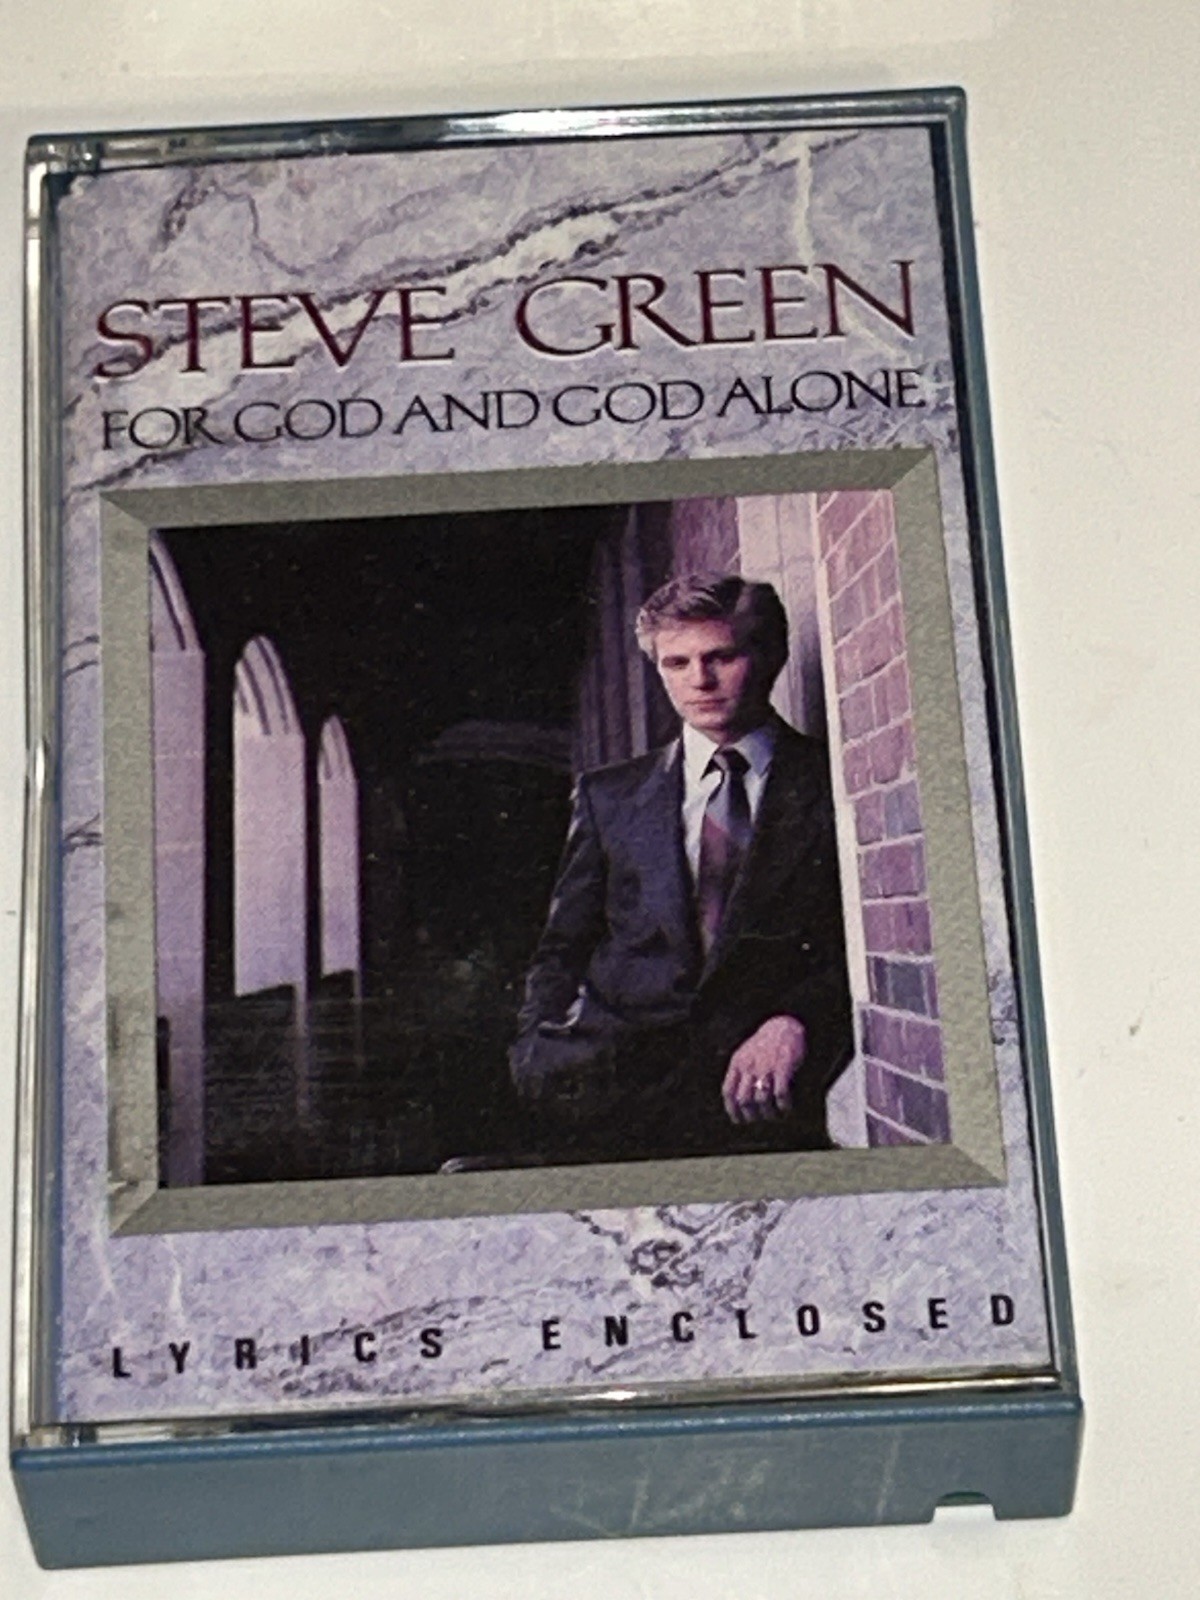 STEVE GREEN
FOR GOD AND GOD ALONE
LYRICS ENCLOSED